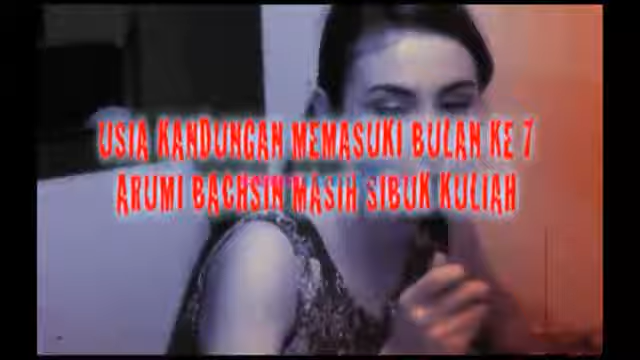 USIA KANDUNGAN MEMASUKI BULAN KE 7
ARUMI BACHSIN MASIH SIBUK KULIAH